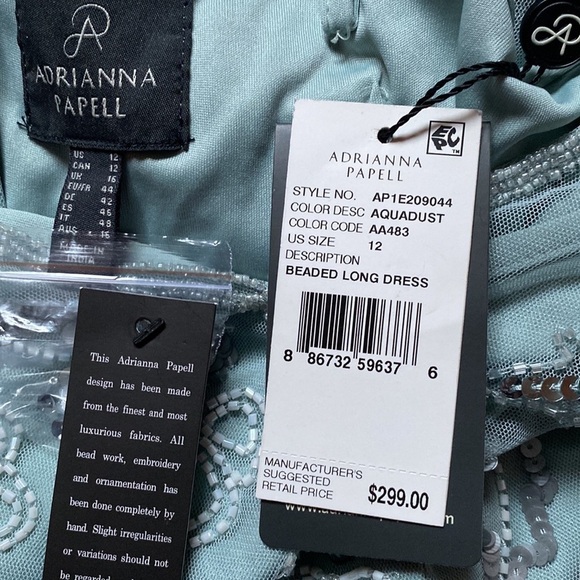 ADRIANNA
PAPELL
US 12
CAN 12
UK 16
EU/FR 44
DE 42
ES 46
IT 48
AUS 16
MADE IN
INDIA
This Adrianna Papell
design has been made
from the finest and most
luxurious fabrics. All
bead work, embroidery
and ornamentation has
been done completely by
hand. Slight irregularities
or variations should not
be regarded
EPC™
ADRIANNA
PAPELL
STYLE NO. AP1E209044
COLOR DESC AQUADUST
COLOR CODE AA483
US SIZE 12
DESCRIPTION
BEADED LONG DRESS
8 86732 59637 6
MANUFACTURER'S
SUGGESTED
RETAIL PRICE $299.00